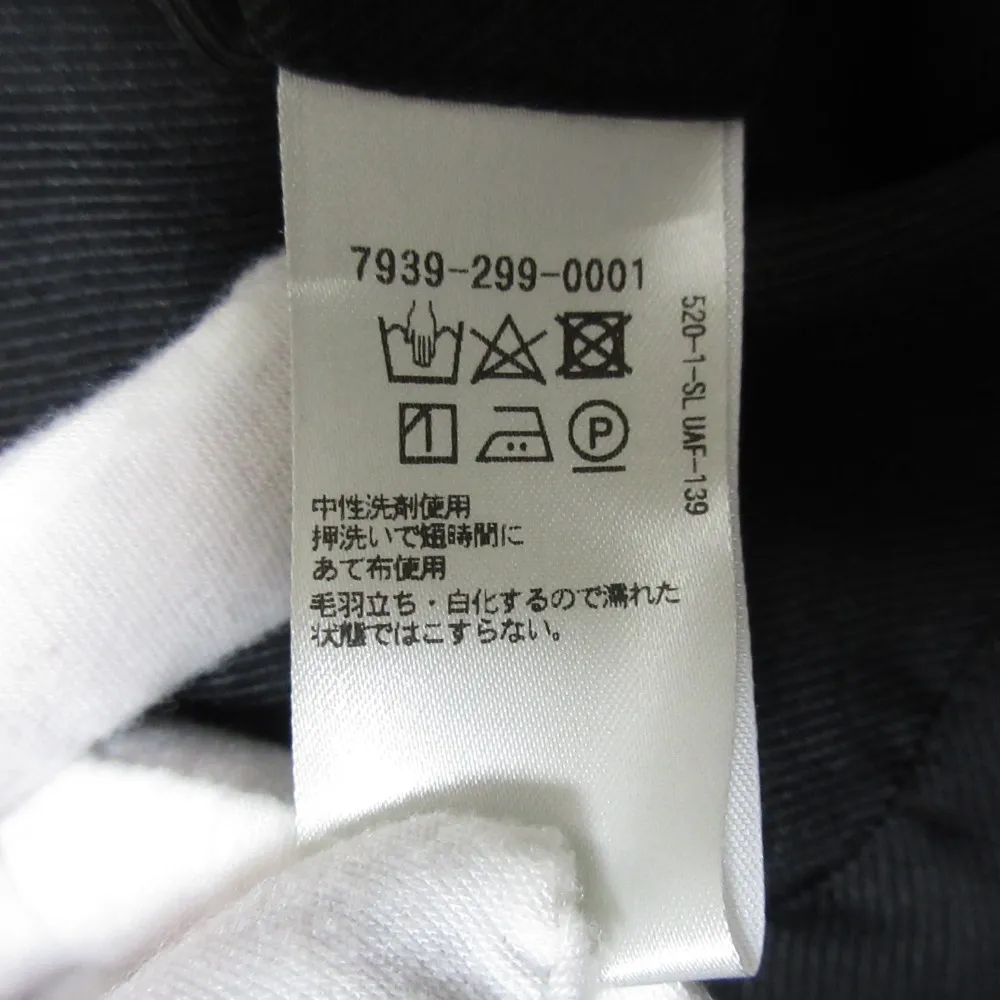 7939-299-0001
P
中性洗剤使用
押洗いで短時間に
あて布使用
毛羽立ち・白化するので濡れた
状態ではこすらない。
520-1-SL UAF-139